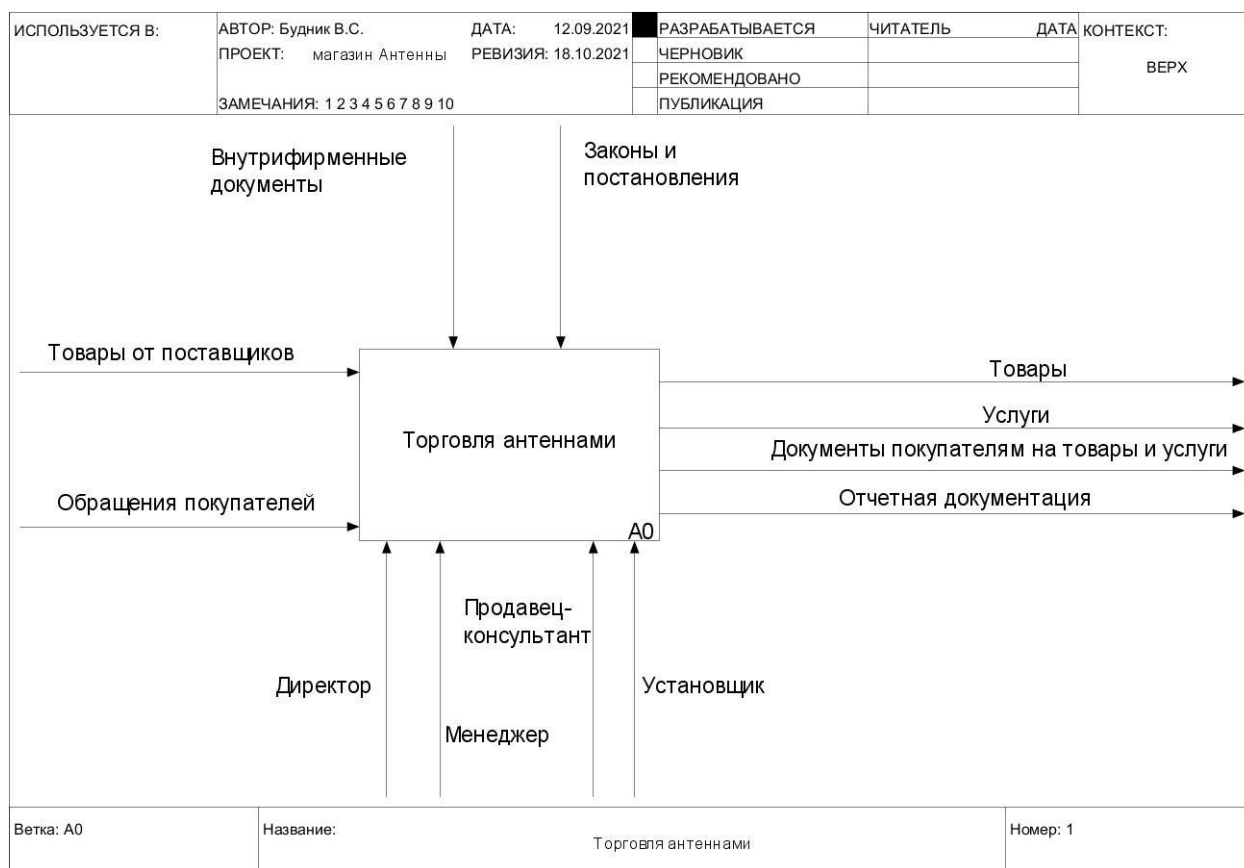 ИСПОЛЬЗУЕТСЯ В:
АВТОР: Будник В.С.
ДАТА: 12.09.2021
РАЗРАБАТЫВАЕТСЯ
ЧИТАТЕЛЬ
ДАТА
КОНТЕКСТ:
ПРОЕКТ: магазин Антенны
РЕВИЗИЯ: 18.10.2021
ЧЕРНОВИК
ВЕРХ
РЕКОМЕНДОВАНО
ЗАМЕЧАНИЯ: 1 2 3 4 5 6 7 8 9 10
ПУБЛИКАЦИЯ
Внутрифирменные
документы
Законы и
постановления
Товары от поставщиков
Товары
Услуги
Торговля антеннами
Документы покупателям на товары и услуги
Обращения покупателей
Отчетная документация
A0
Продавец-
консультант
Директор
Установщик
Менеджер
Ветка: A0
Название:
Торговля антеннами
Номер: 1